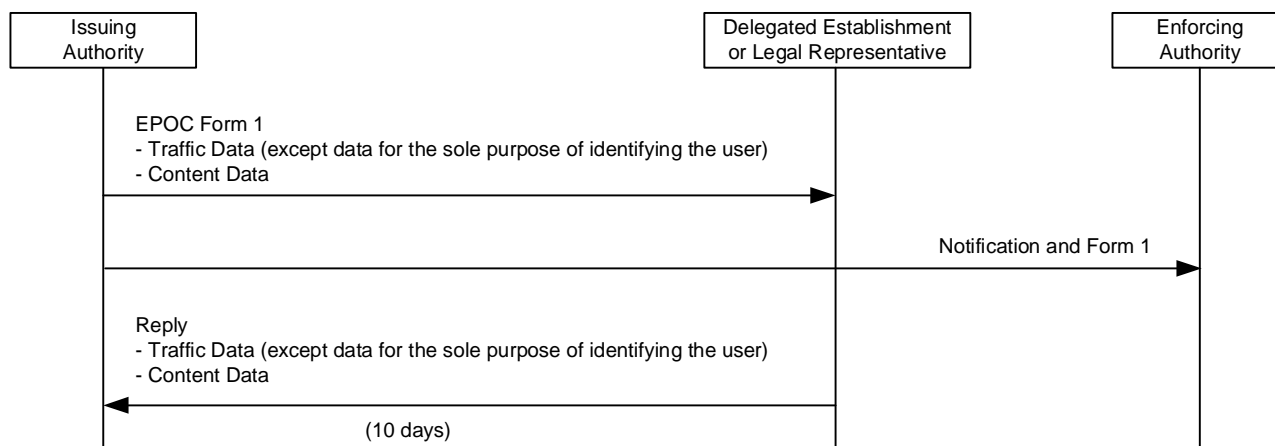 Issuing
Authority
Delegated Establishment
or Legal Representative
Enforcing
Authority
EPOC Form 1
- Traffic Data (except data for the sole purpose of identifying the user)
- Content Data
Notification and Form 1
Reply
- Traffic Data (except data for the sole purpose of identifying the user)
- Content Data
(10 days)